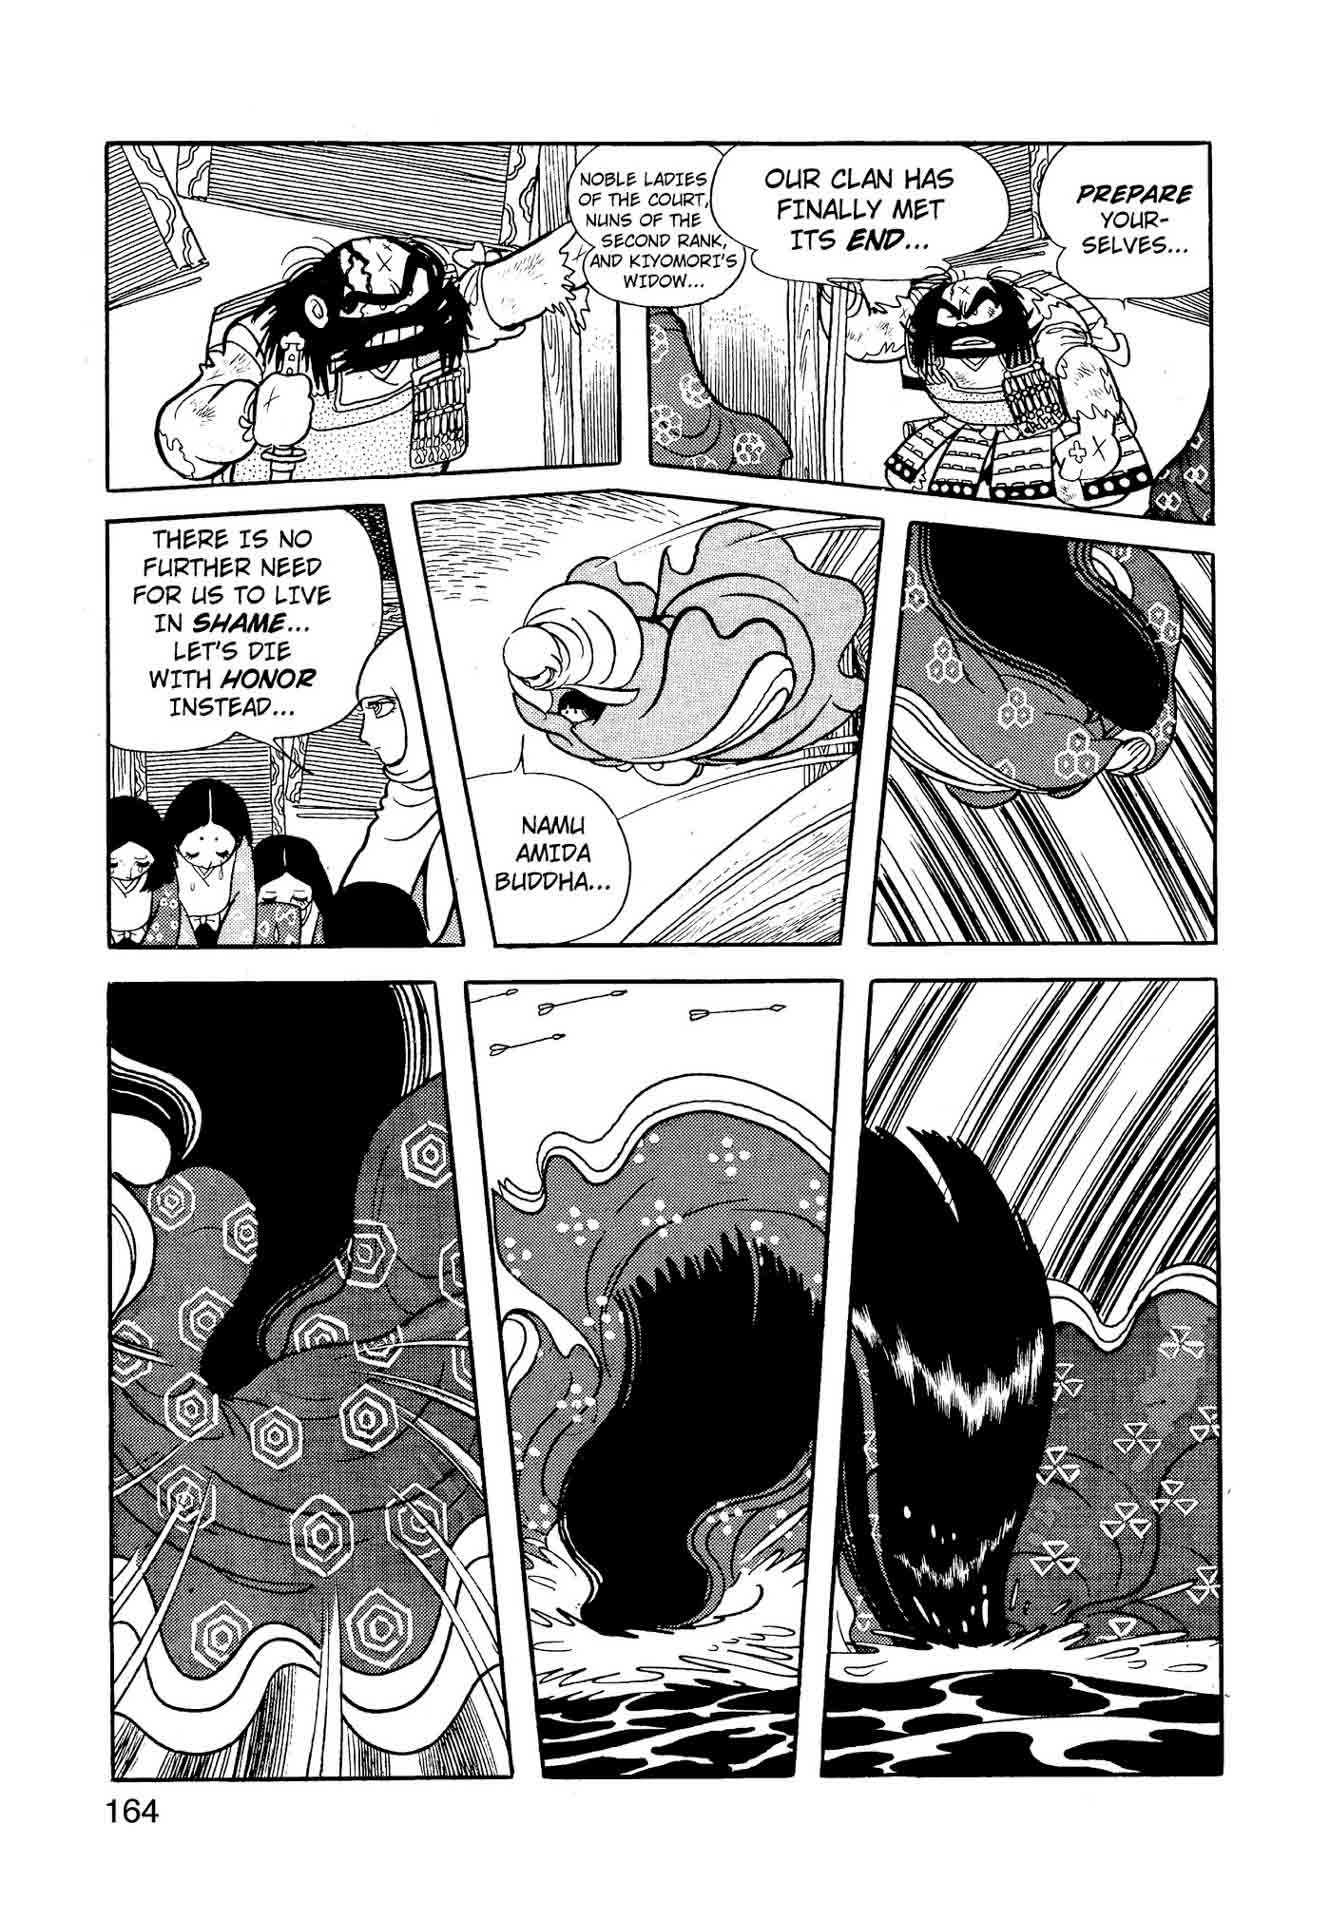 NOBLE LADIES
OF THE COURT,
NUNS OF THE
SECOND RANK,
AND KIYOMORI'S
WIDOW...
OUR CLAN HAS
FINALLY MET
ITS END...
PREPARE
YOUR-
SELVES...
THERE IS NO
FURTHER NEED
FOR US TO LIVE
IN SHAME...
LET'S DIE
WITH HONOR
INSTEAD...
NAMU
AMIDA
BUDDHA...
164